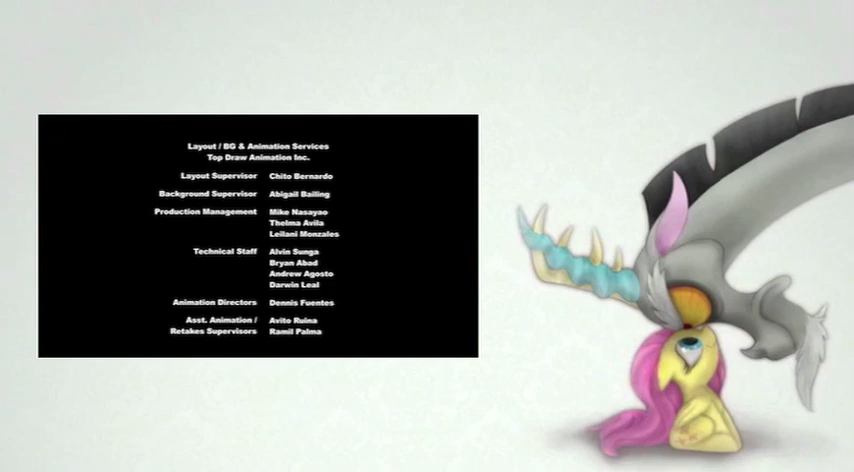 Layout / BG & Animation Services
Top Draw Animation Inc.
Layout Supervisor Chito Bernardo
Background Supervisor Abigail Bailing
Production Management Mike Nasayao
Thelma Avila
Leilani Monzales
Technical Staff Alvin Sunga
Bryan Abad
Andrew Agosto
Darwin Leal
Animation Directors Dennis Fuentes
Asst. Animation / Avito Ruina
Retakes Supervisors Ramil Palma